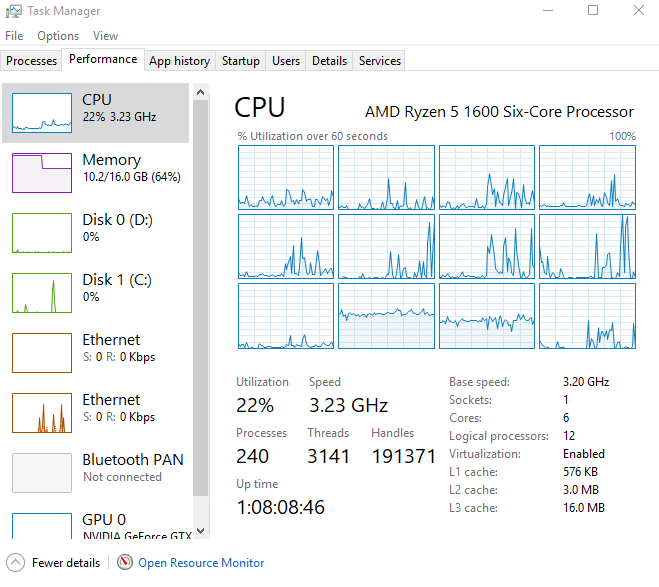 Task Manager
File Options View
Processes Performance App history Startup Users Details Services
CPU
22% 3.23 GHz
Memory
10.2/16.0 GB (64%)
Disk 0 (D:)
0%
Disk 1 (C:)
0%
Ethernet
S: 0 R: 0 Kbps
Ethernet
S: 0 R: 0 Kbps
Bluetooth PAN
Not connected
GPU 0
NVIDIA GeForce GTX
CPU AMD Ryzen 5 1600 Six-Core Processor
% Utilization over 60 seconds 100%
Utilization Speed
22% 3.23 GHz
Processes Threads Handles
240 3141 191371
Up time
1:08:08:46
Base speed: 3.20 GHz
Sockets: 1
Cores: 6
Logical processors: 12
Virtualization: Enabled
L1 cache: 576 KB
L2 cache: 3.0 MB
L3 cache: 16.0 MB
Fewer details Open Resource Monitor